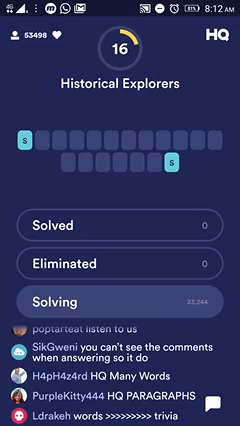 4G 81% 8:12 AM
53498 HQ
16
Historical Explorers
S
S
Solved 0
Eliminated 0
Solving 23,244
poptarteat listen to us
SikGweni you can't see the comments
when answering so it do
H4pH4z4rd HQ Many Words
PurpleKitty444 HQ PARAGRAPHS
Ldrakeh words >>>>>>>>> trivia